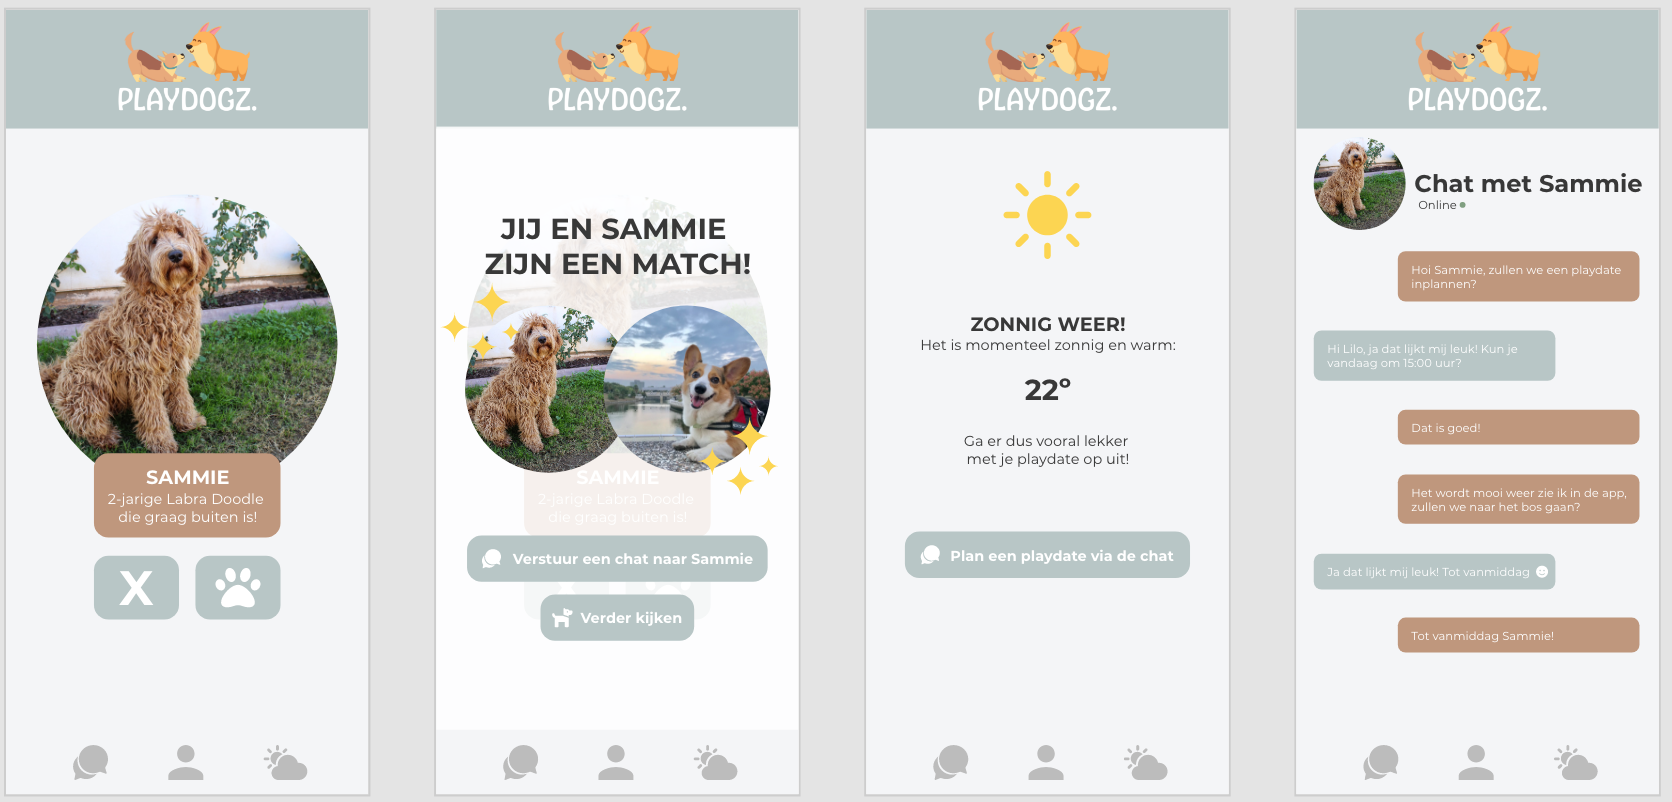 PLAYDOGZ.
SAMMIE
2-jarige Labra Doodle
die graag buiten is!
X
PLAYDOGZ.
JIJ EN SAMMIE
ZIJN EEN MATCH!
SAMMIE
2-jarige Labra Doodle
die graag buiten is!
Verstuur een chat naar Sammie
Verder kijken
PLAYDOGZ.
ZONNIG WEER!
Het is momenteel zonnig en warm:
22º
Ga er dus vooral lekker
met je playdate op uit!
Plan een playdate via de chat
PLAYDOGZ.
Chat met Sammie
Online
Hoi Sammie, zullen we een playdate
inplannen?
Hi Lilo, ja dat lijkt mij leuk! Kun je
vandaag om 15:00 uur?
Dat is goed!
Het wordt mooi weer zie ik in de app,
zullen we naar het bos gaan?
Ja dat lijkt mij leuk! Tot vanmiddag
Tot vanmiddag Sammie!